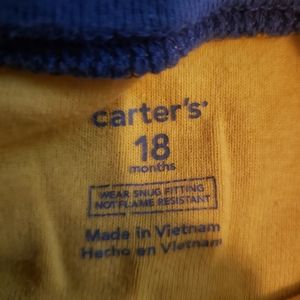 carter's
18
months
WEAR SNUG FITTING
NOT FLAME RESISTANT
Made in Vietnam
Hecho en Vietnam